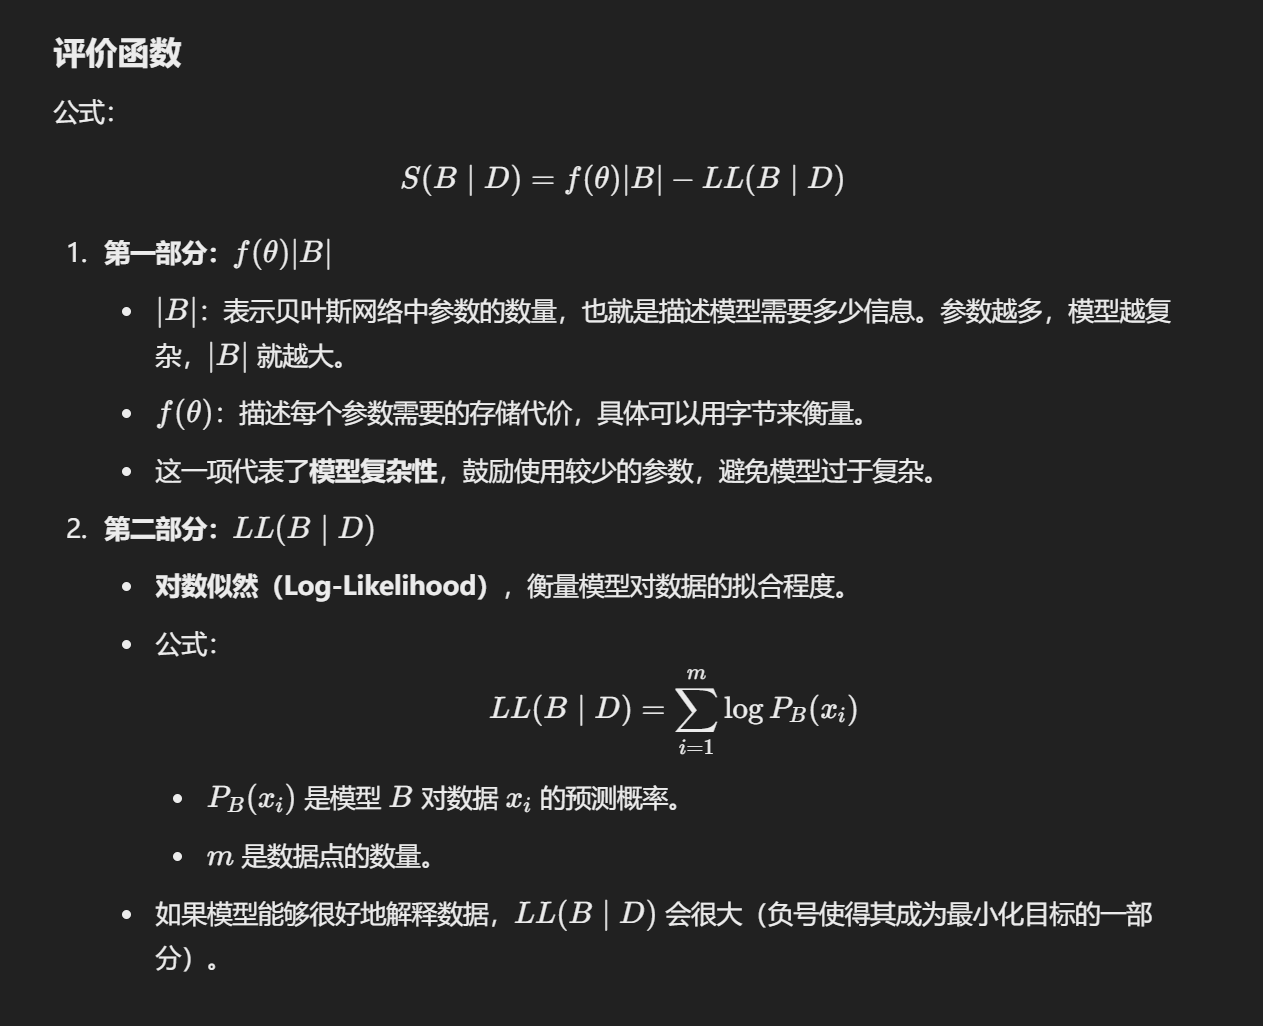 评价函数
公式：
S(B | D) = f(θ)|B| − LL(B | D)
1. 第一部分：f(θ)|B|
• |B|：表示贝叶斯网络中参数的数量，也就是描述模型需要多少信息。参数越多，模型越复
杂，|B| 就越大。
• f(θ)：描述每个参数需要的存储代价，具体可以用字节来衡量。
• 这一项代表了模型复杂性，鼓励使用较少的参数，避免模型过于复杂。
2. 第二部分：LL(B | D)
• 对数似然（Log-Likelihood），衡量模型对数据的拟合程度。
• 公式：
LL(B | D) = ∑_{i=1}^{m} log P_B(x_i)
• P_B(x_i) 是模型 B 对数据 x_i 的预测概率。
• m 是数据点的数量。
• 如果模型能够很好地解释数据，LL(B | D) 会很大（负号使得其成为最小化目标的一部
分）。